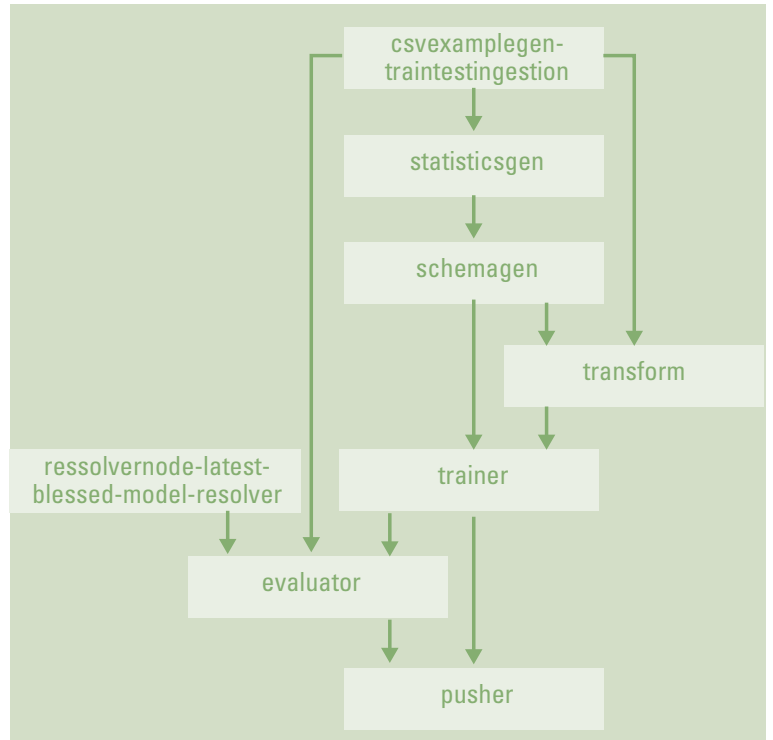 csvexamplegen-
traintestingestion
statisticsgen
schemagen
transform
ressolvernode-latest-
blessed-model-resolver
trainer
evaluator
pusher